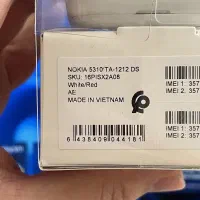 NOKIA 5310 TA-1212 DS
SKU: 16PISX2A08
White/Red
AE
MADE IN VIETNAM
6 438409 044185
IMEI 1: 357
IMEI 2: 357
IMEI 1: 357
IMEI 2: 357